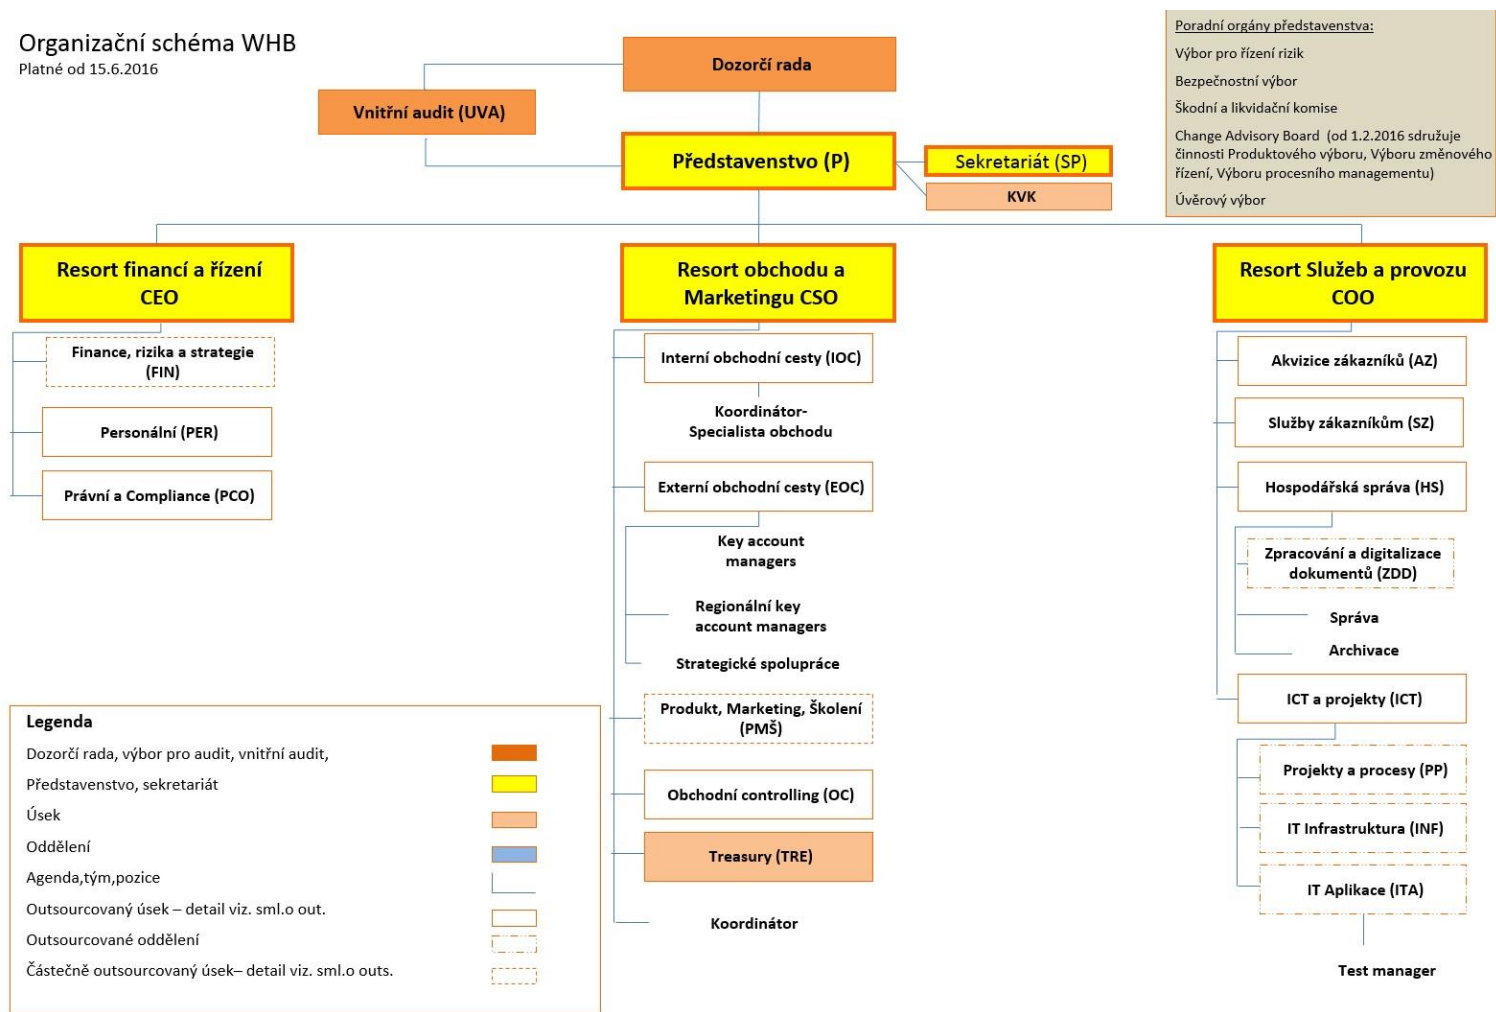 Organizační schéma WHB
Platné od 15.6.2016
Dozorčí rada
Vnitřní audit (UVA)
Představenstvo (P)
Sekretariát (SP)
KVK
Poradní orgány představenstva:
Výbor pro řízení rizik
Bezpečnostní výbor
Škodní a likvidační komise
Change Advisory Board  (od 1.2.2016 sdružuje
činnosti Produktového výboru, Výboru změnového
řízení, Výboru procesního managementu)
Úvěrový výbor
Resort financí a řízení
CEO
Finance, rizika a strategie
(FIN)
Personální (PER)
Právní a Compliance (PCO)
Resort obchodu a
Marketingu CSO
Interní obchodní cesty (IOC)
Koordinátor-
Specialista obchodu
Externí obchodní cesty (EOC)
Key account
managers
Regionální key
account managers
Strategické spolupráce
Produkt, Marketing, Školení
(PMŠ)
Obchodní controlling (OC)
Treasury (TRE)
Koordinátor
Resort Služeb a provozu
COO
Akvizice zákazníků (AZ)
Služby zákazníkům (SZ)
Hospodářská správa (HS)
Zpracování a digitalizace
dokumentů (ZDD)
Správa
Archivace
ICT a projekty (ICT)
Projekty a procesy (PP)
IT Infrastruktura (INF)
IT Aplikace (ITA)
Test manager
Legenda
Dozorčí rada, výbor pro audit, vnitřní audit,
Představenstvo, sekretariát
Úsek
Oddělení
Agenda,tým,pozice
Outsourcovaný úsek – detail viz. sml.o out.
Outsourcované oddělení
Částečně outsourcovaný úsek– detail viz. sml.o outs.